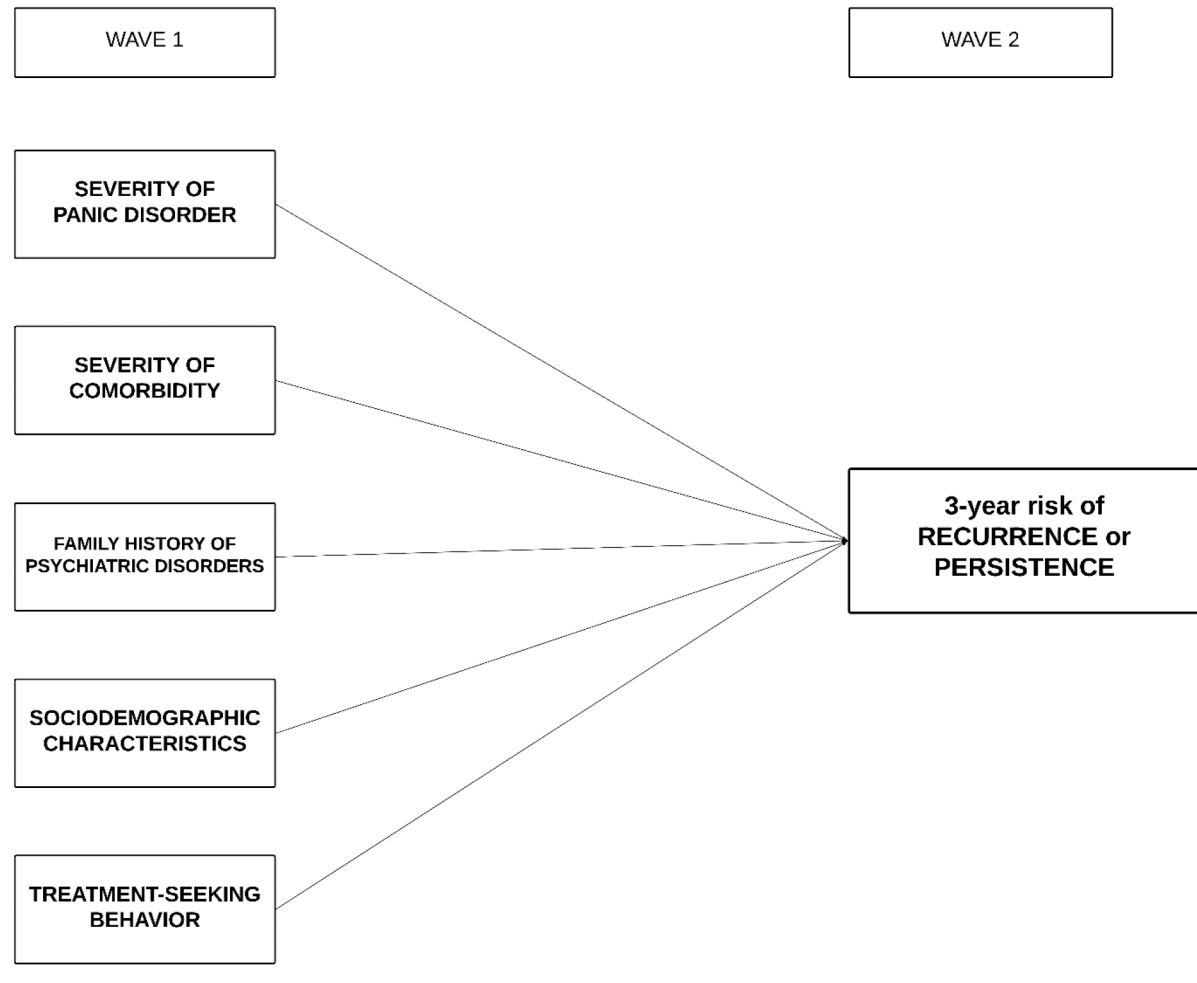 WAVE 1
WAVE 2
SEVERITY OF
PANIC DISORDER
SEVERITY OF
COMORBIDITY
FAMILY HISTORY OF
PSYCHIATRIC DISORDERS
SOCIODEMOGRAPHIC
CHARACTERISTICS
TREATMENT-SEEKING
BEHAVIOR
3-year risk of
RECURRENCE or
PERSISTENCE